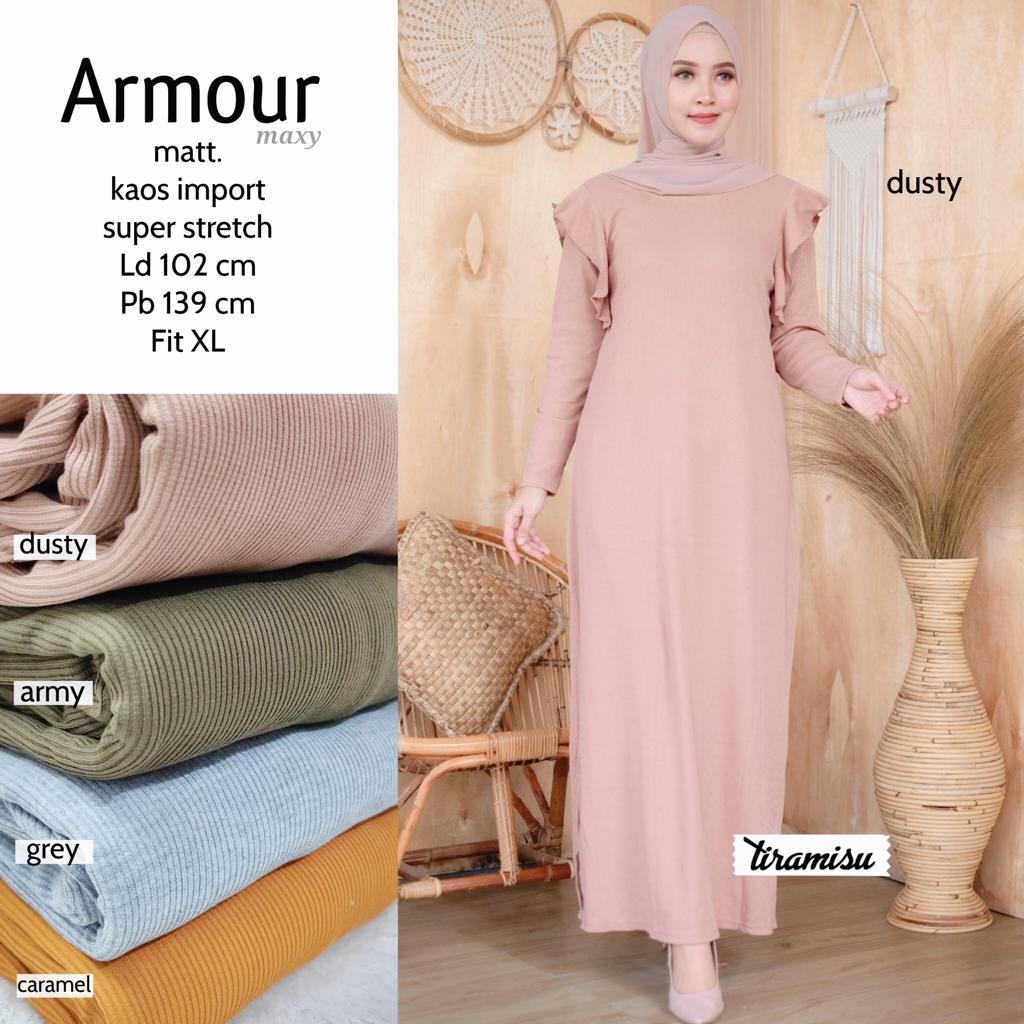 Armour
maxy
matt.
kaos import
super stretch
Ld 102 cm
Pb 139 cm
Fit XL
dusty
dusty
army
grey
caramel
tiramisu